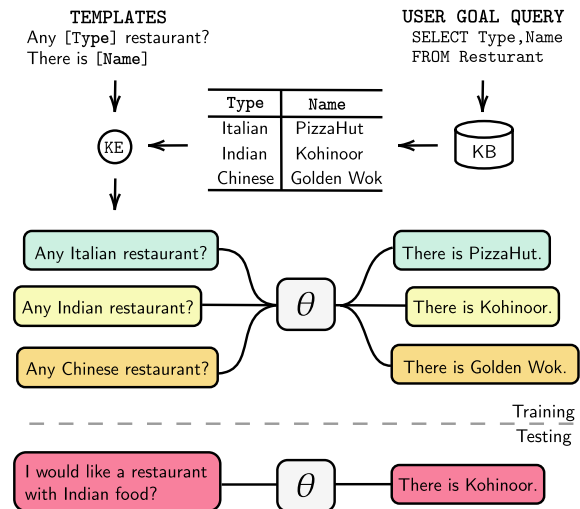 TEMPLATES
Any [Type] restaurant?
There is [Name]
USER GOAL QUERY
SELECT Type,Name
FROM Resturant
Type Name
Italian PizzaHut
Indian Kohinoor
Chinese Golden Wok
KE
KB
Any Italian restaurant?
There is PizzaHut.
Any Indian restaurant?
θ
There is Kohinoor.
Any Chinese restaurant?
There is Golden Wok.
Training
Testing
I would like a restaurant
with Indian food?
θ
There is Kohinoor.